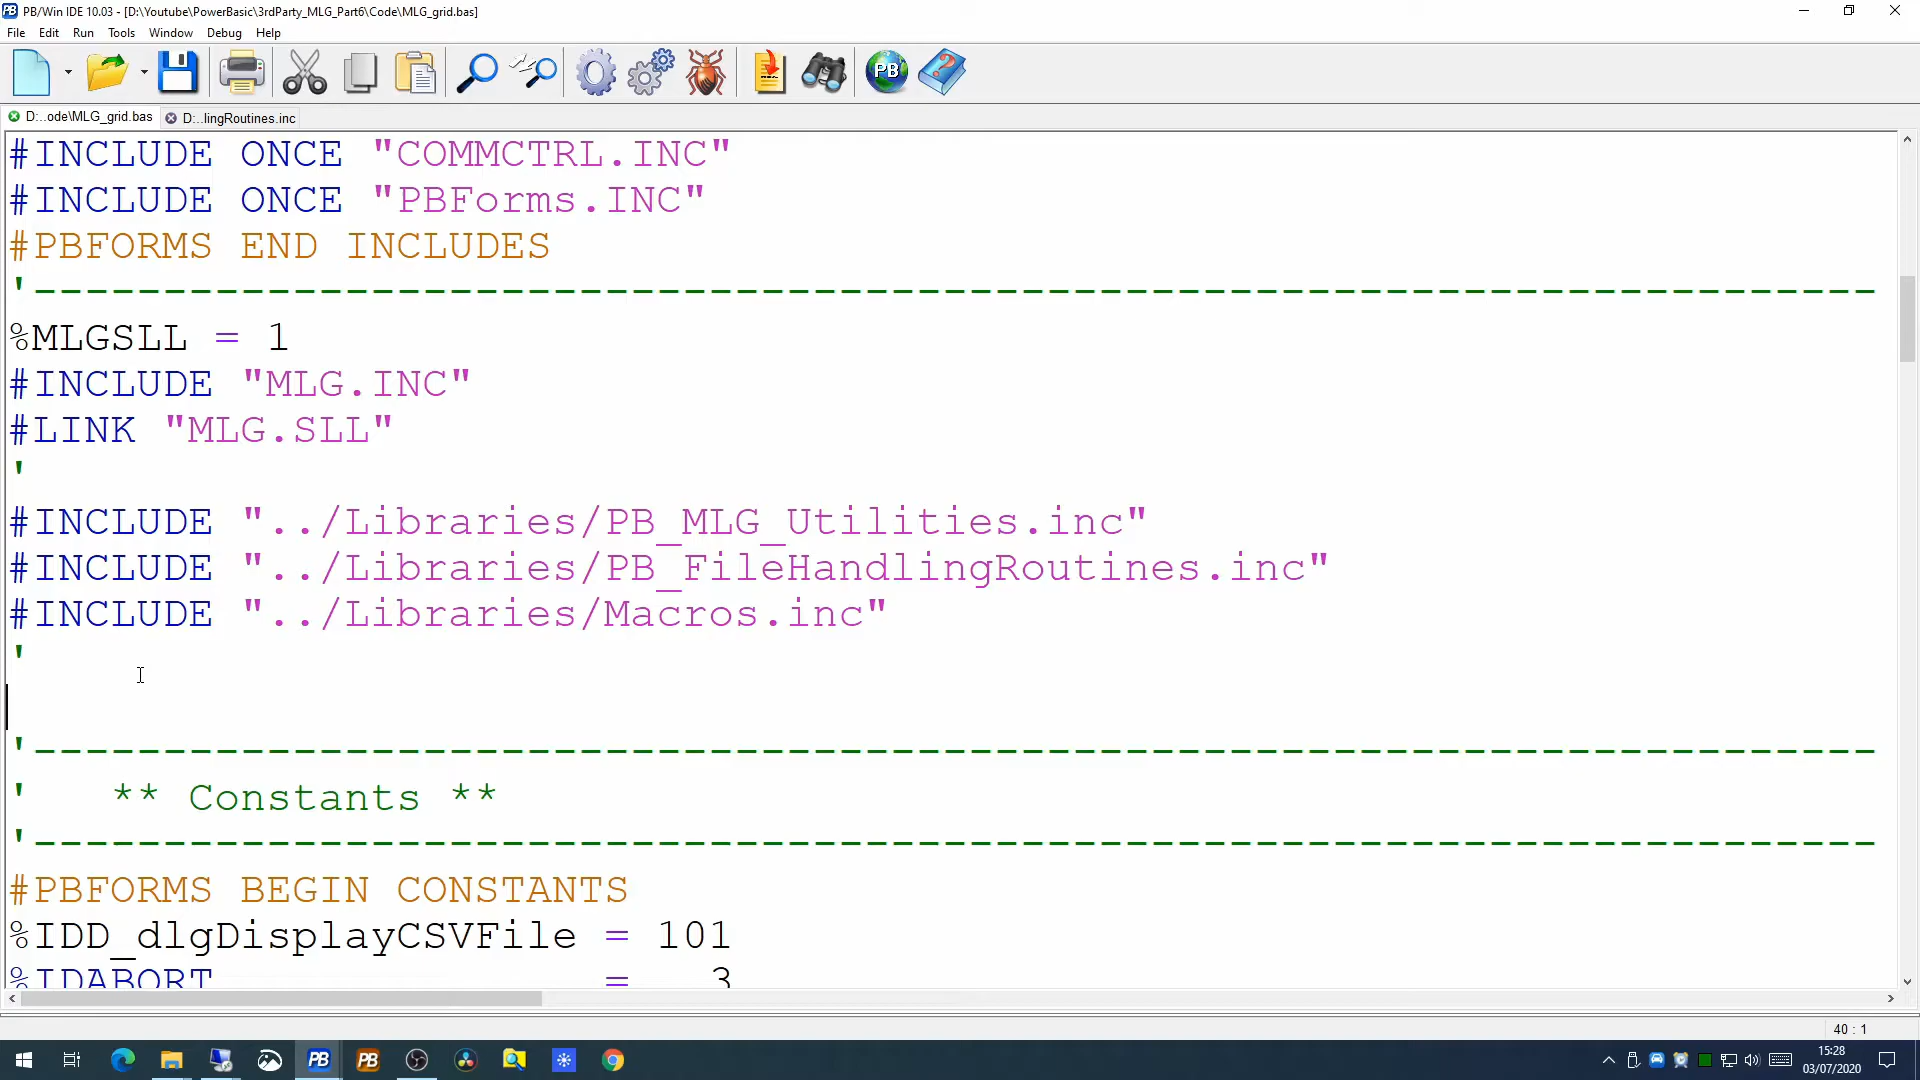 PB/Win IDE 10.03 - [D:\Youtube\PowerBasic\3rdParty_MLG_Part6\Code\MLG_grid.bas]
File Edit Run Tools Window Debug Help
D:..ode\MLG_grid.bas D:..lingRoutines.inc
#INCLUDE ONCE "COMMCTRL.INC"
#INCLUDE ONCE "PBForms.INC"
#PBFORMS END INCLUDES
'------------------------------------------------------------------------
%MLGSLL = 1
#INCLUDE "MLG.INC"
#LINK "MLG.SLL"
'
#INCLUDE "../Libraries/PB_MLG_Utilities.inc"
#INCLUDE "../Libraries/PB_FileHandlingRoutines.inc"
#INCLUDE "../Libraries/Macros.inc"
'
'------------------------------------------------------------------------
' ** Constants **
'------------------------------------------------------------------------
#PBFORMS BEGIN CONSTANTS
%IDD_dlgDisplayCSVFile = 101
%IDABORT = 3
40 : 1
15:28
03/07/2020